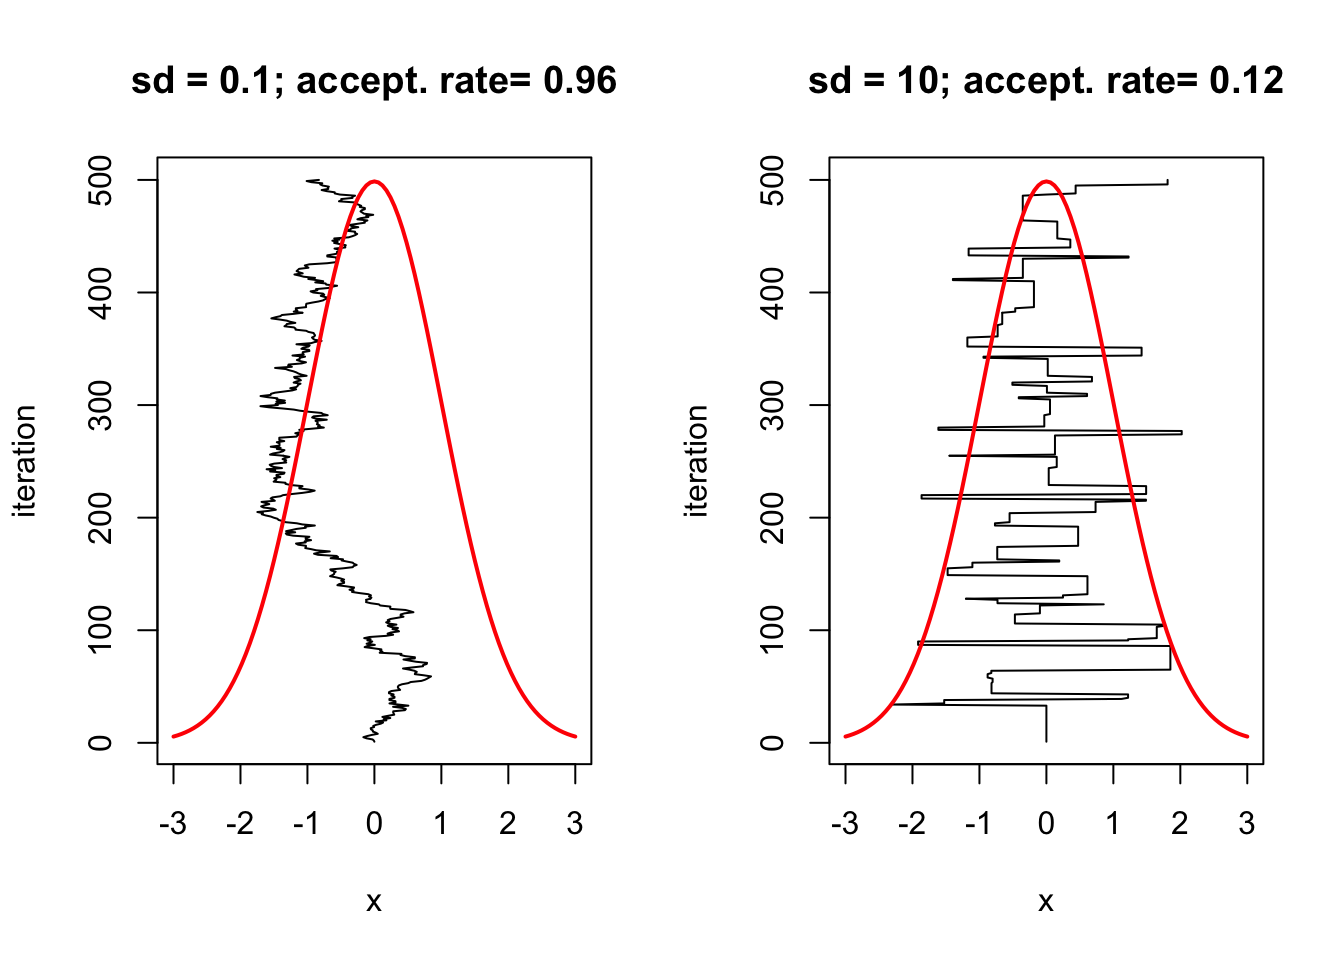 sd = 0.1; accept. rate= 0.96
iteration
500
400
300
200
100
0
-3 -2 -1 0 1 2 3
x
sd = 10; accept. rate= 0.12
iteration
500
400
300
200
100
0
-3 -2 -1 0 1 2 3
x